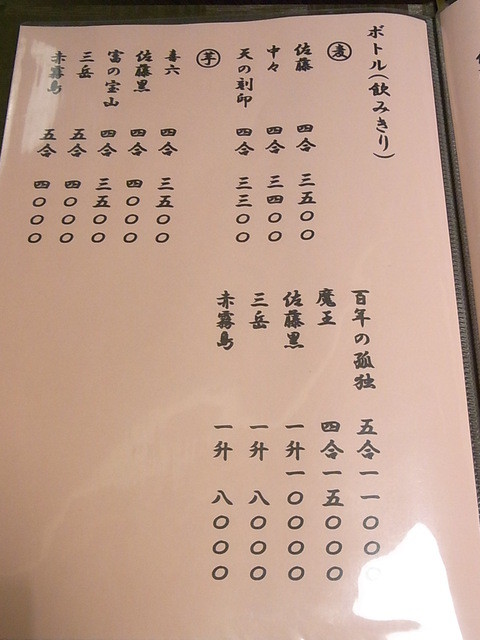 ボトル(飲みきり)
麦
佐藤 四合 三五〇〇
中々 四合 三四〇〇
天の刻印 四合 三三〇〇
芋
喜六 四合 三五〇〇
佐藤黒 四合 四〇〇〇
富の宝山 四合 三五〇〇
三岳 五合 四〇〇〇
赤霧島 五合 四〇〇〇
百年の孤独 五合 一一〇〇〇
魔王 四合 一五〇〇〇
佐藤黒 一升 一〇〇〇〇
三岳 一升 八〇〇〇
赤霧島 一升 八〇〇〇